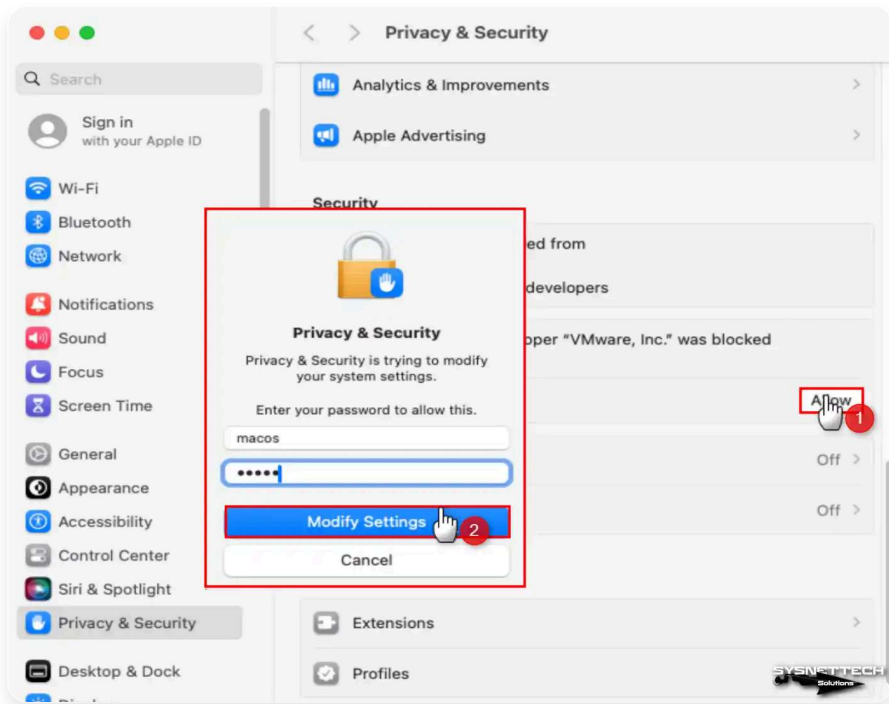 Privacy & Security
Search
Sign in
with your Apple ID
Wi-Fi
Bluetooth
Network
Notifications
Sound
Focus
Screen Time
General
Appearance
Accessibility
Control Center
Siri & Spotlight
Privacy & Security
Desktop & Dock
Analytics & Improvements
Apple Advertising
Security
ed from
developers
oper “VMware, Inc.” was blocked
Allow
1
Off
Off
Privacy & Security
Privacy & Security is trying to modify
your system settings.
Enter your password to allow this.
macos
Modify Settings
2
Cancel
Extensions
Profiles
SYSNETTECH
Solutions